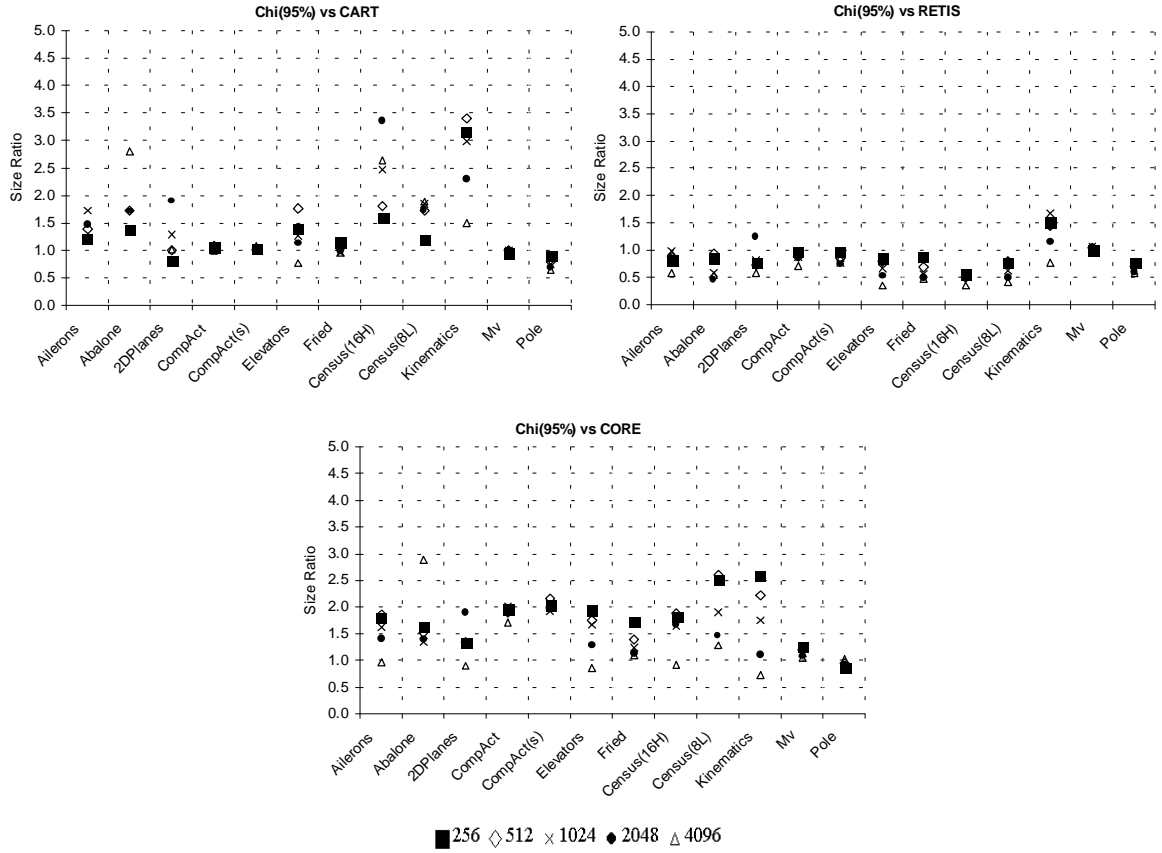 Chi(95%) vs CART
Size Ratio
5.0
4.5
4.0
3.5
3.0
2.5
2.0
1.5
1.0
0.5
0.0
Ailerons
Abalone
2DPlanes
CompAct
CompAct(s)
Elevators
Fried
Census(16H)
Census(8L)
Kinematics
Mv
Pole
Chi(95%) vs RETIS
Size Ratio
5.0
4.5
4.0
3.5
3.0
2.5
2.0
1.5
1.0
0.5
0.0
Ailerons
Abalone
2DPlanes
CompAct
CompAct(s)
Elevators
Fried
Census(16H)
Census(8L)
Kinematics
Mv
Pole
Chi(95%) vs CORE
Size Ratio
5.0
4.5
4.0
3.5
3.0
2.5
2.0
1.5
1.0
0.5
0.0
Ailerons
Abalone
2DPlanes
CompAct
CompAct(s)
Elevators
Fried
Census(16H)
Census(8L)
Kinematics
Mv
Pole
256 512 1024 2048 4096